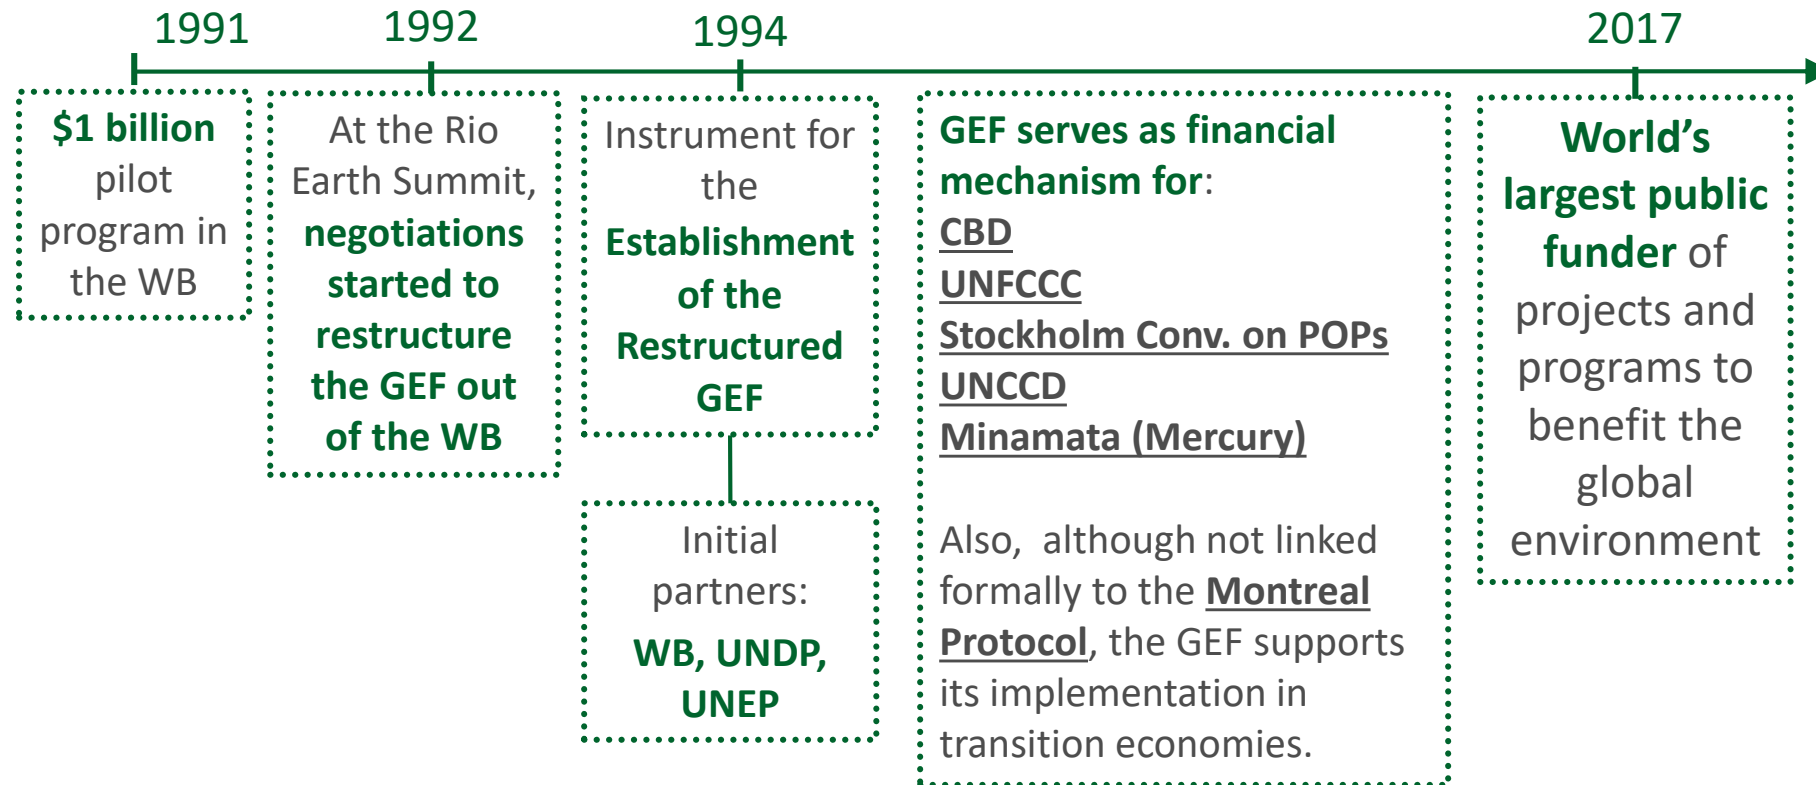 1991
1992
1994
2017
$1 billion
pilot
program in
the WB
At the Rio
Earth Summit,
negotiations
started to
restructure
the GEF out
of the WB
Instrument for
the
Establishment
of the
Restructured
GEF
Initial
partners:
WB, UNDP,
UNEP
GEF serves as financial
mechanism for:
CBD
UNFCCC
Stockholm Conv. on POPs
UNCCD
Minamata (Mercury)
Also, although not linked
formally to the Montreal
Protocol, the GEF supports
its implementation in
transition economies.
World's
largest public
funder of
projects and
programs to
benefit the
global
environment